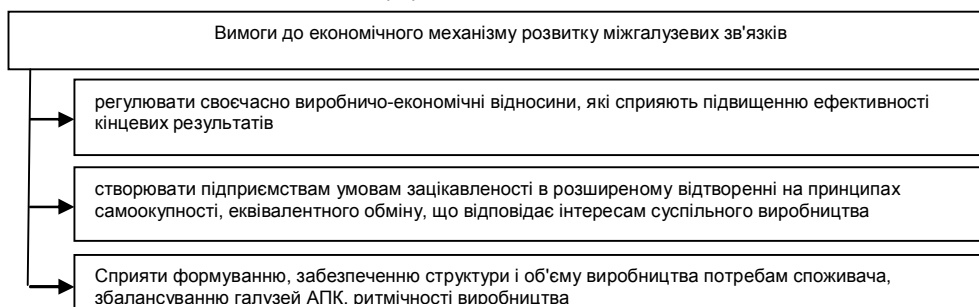 Вимоги до економічного механізму розвитку міжгалузевих зв'язків
регулювати своєчасно виробничо-економічні відносини, які сприяють підвищенню ефективності
кінцевих результатів
створювати підприємствам умовам зацікавленості в розширеному відтворенні на принципах
самоокупності, еквівалентного обміну, що відповідає інтересам суспільного виробництва
Сприяти формуванню, забезпеченню структури і об'єму виробництва потребам споживача,
збалансуванню галузей АПК, ритмічності виробництва